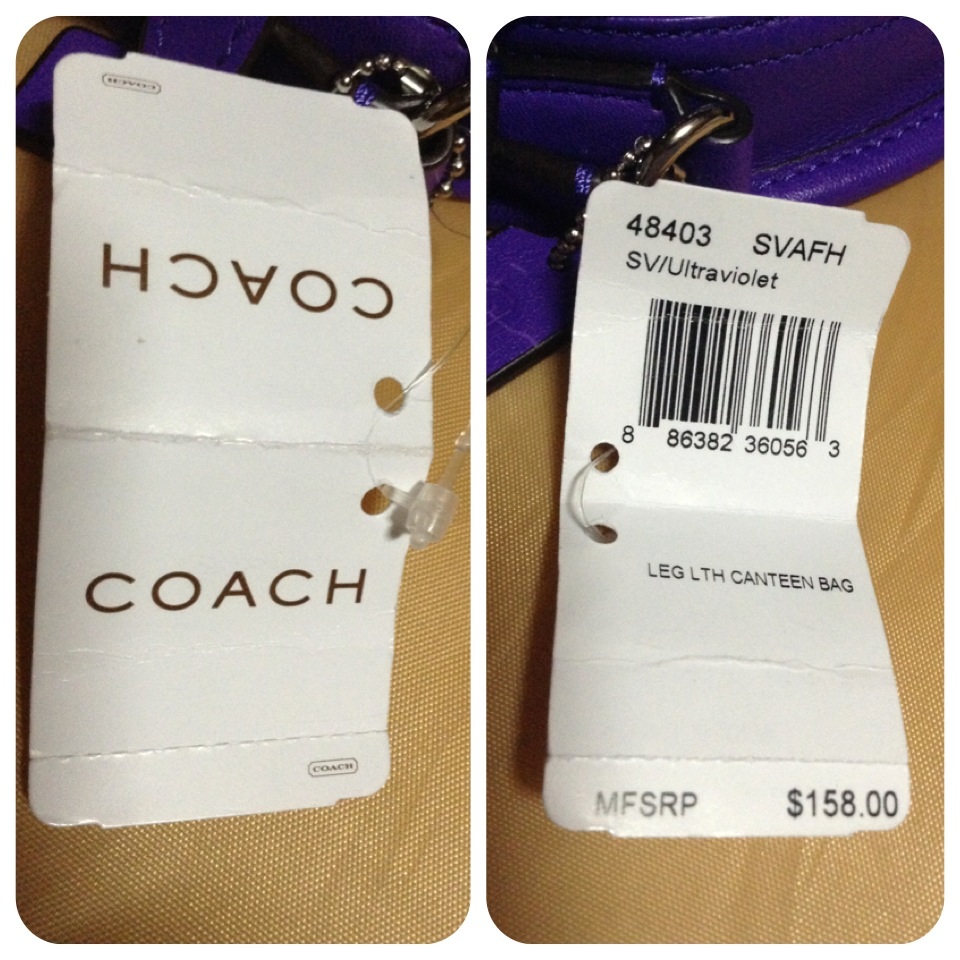 COACH
COACH
COACH
COACH
48403 SVAFH
SV/Ultraviolet
8 86382 36056 3
LEG LTH CANTEEN BAG
MFSRP $158.00